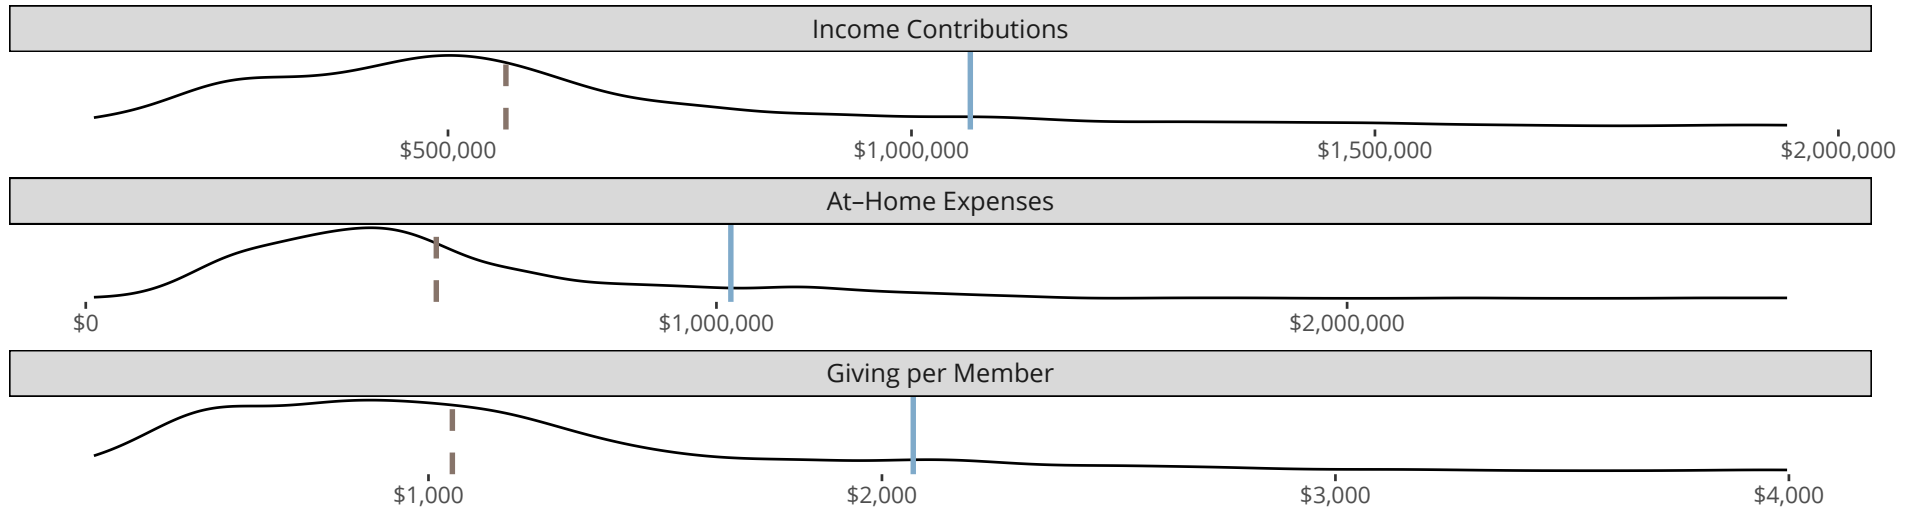 Income Contributions
$500,000 $1,000,000 $1,500,000 $2,000,000
At–Home Expenses
$0 $1,000,000 $2,000,000
Giving per Member
$1,000 $2,000 $3,000 $4,000